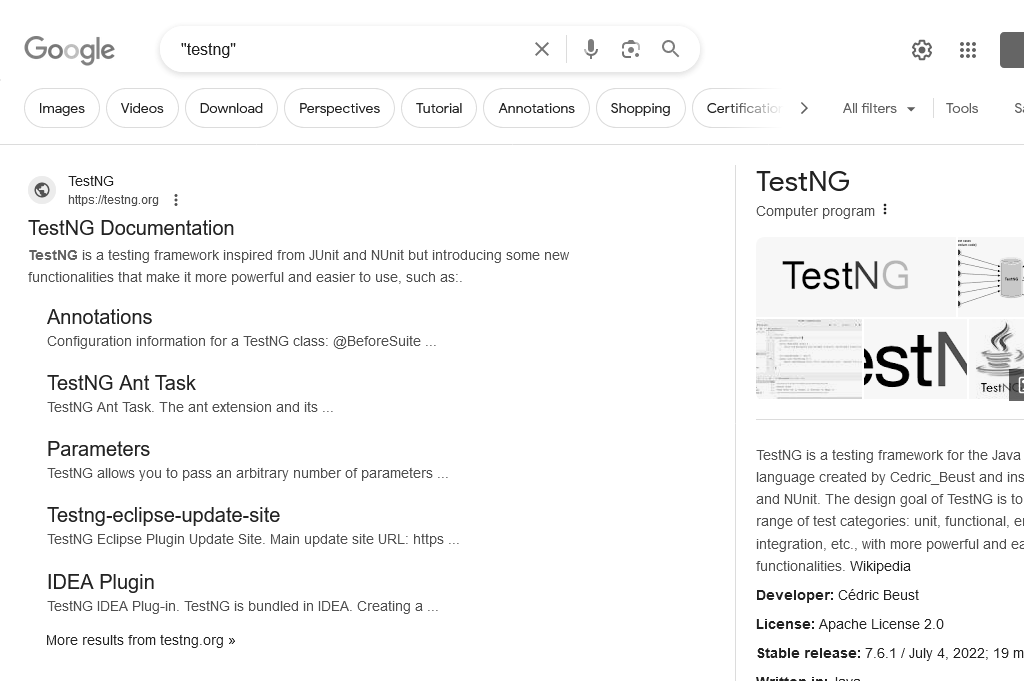 Google
"testng"
Images
Videos
Download
Perspectives
Tutorial
Annotations
Shopping
Certification
All filters
Tools
TestNG
https://testng.org
TestNG Documentation
TestNG is a testing framework inspired from JUnit and NUnit but introducing some new
functionalities that make it more powerful and easier to use, such as:.
Annotations
Configuration information for a TestNG class: @BeforeSuite ...
TestNG Ant Task
TestNG Ant Task. The ant extension and its ...
Parameters
TestNG allows you to pass an arbitrary number of parameters ...
Testng-eclipse-update-site
TestNG Eclipse Plugin Update Site. Main update site URL: https ...
IDEA Plugin
TestNG IDEA Plug-in. TestNG is bundled in IDEA. Creating a ...
More results from testng.org »
TestNG
Computer program
TestNG
TestNG
estN
TestNG
TestNG is a testing framework for the Java
language created by Cedric_Beust and ins
and NUnit. The design goal of TestNG is to
range of test categories: unit, functional, e
integration, etc., with more powerful and ea
functionalities. Wikipedia
Developer: Cédric Beust
License: Apache License 2.0
Stable release: 7.6.1 / July 4, 2022; 19 m
Written in: Java